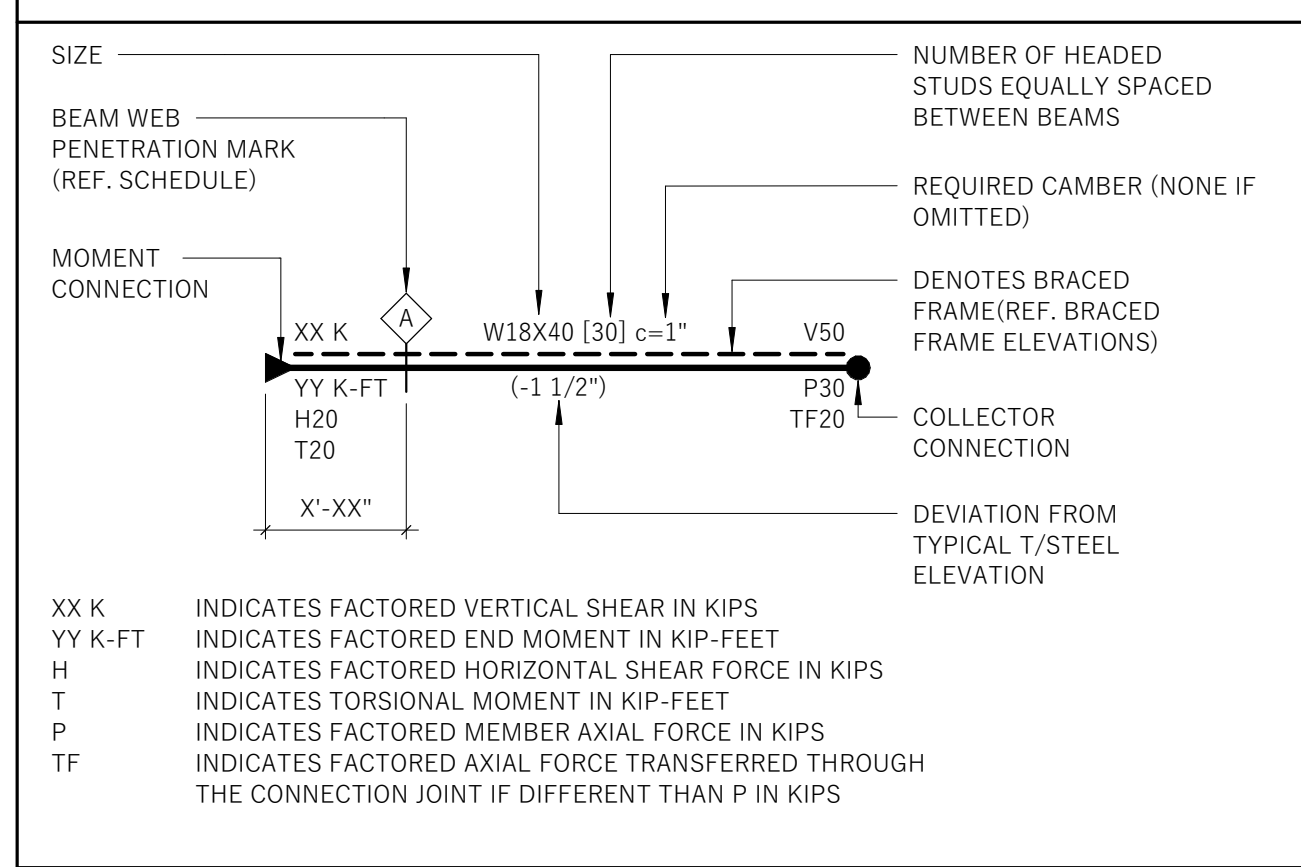 SIZE
BEAM WEB
PENETRATION MARK
(REF. SCHEDULE)
MOMENT
CONNECTION
NUMBER OF HEADED
STUDS EQUALLY SPACED
BETWEEN BEAMS
REQUIRED CAMBER (NONE IF
OMITTED)
DENOTES BRACED
FRAME(REF. BRACED
FRAME ELEVATIONS)
A
XX K
W18X40 [30] c=1"
V50
YY K-FT
(-1 1/2")
P30
H20
TF20
T20
X'-XX"
COLLECTOR
CONNECTION
DEVIATION FROM
TYPICAL T/STEEL
ELEVATION
XX K INDICATES FACTORED VERTICAL SHEAR IN KIPS
YY K-FT INDICATES FACTORED END MOMENT IN KIP-FEET
H INDICATES FACTORED HORIZONTAL SHEAR FORCE IN KIPS
T INDICATES TORSIONAL MOMENT IN KIP-FEET
P INDICATES FACTORED MEMBER AXIAL FORCE IN KIPS
TF INDICATES FACTORED AXIAL FORCE TRANSFERRED THROUGH
THE CONNECTION JOINT IF DIFFERENT THAN P IN KIPS